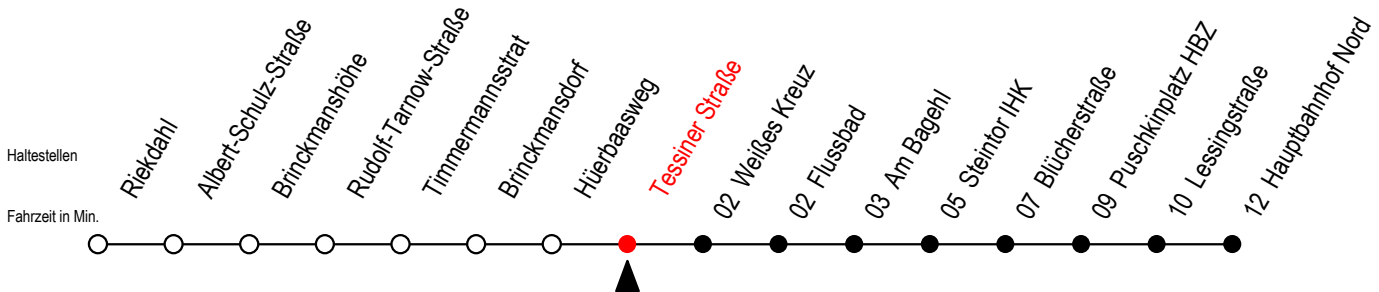 Haltestellen
Fahrzeit in Min.
Riekdahl
Albert-Schulz-Straße
Brinckmanshöhe
Rudolf-Tarnow-Straße
Timmermannsstrat
Brinckmansdorf
Hüerbaasweg
Tessiner Straße
02 Weißes Kreuz
02 Flussbad
03 Am Bagehl
05 Steintor IHK
07 Blücherstraße
09 Puschkinplatz HBZ
10 Lessingstraße
12 Hauptbahnhof Nord